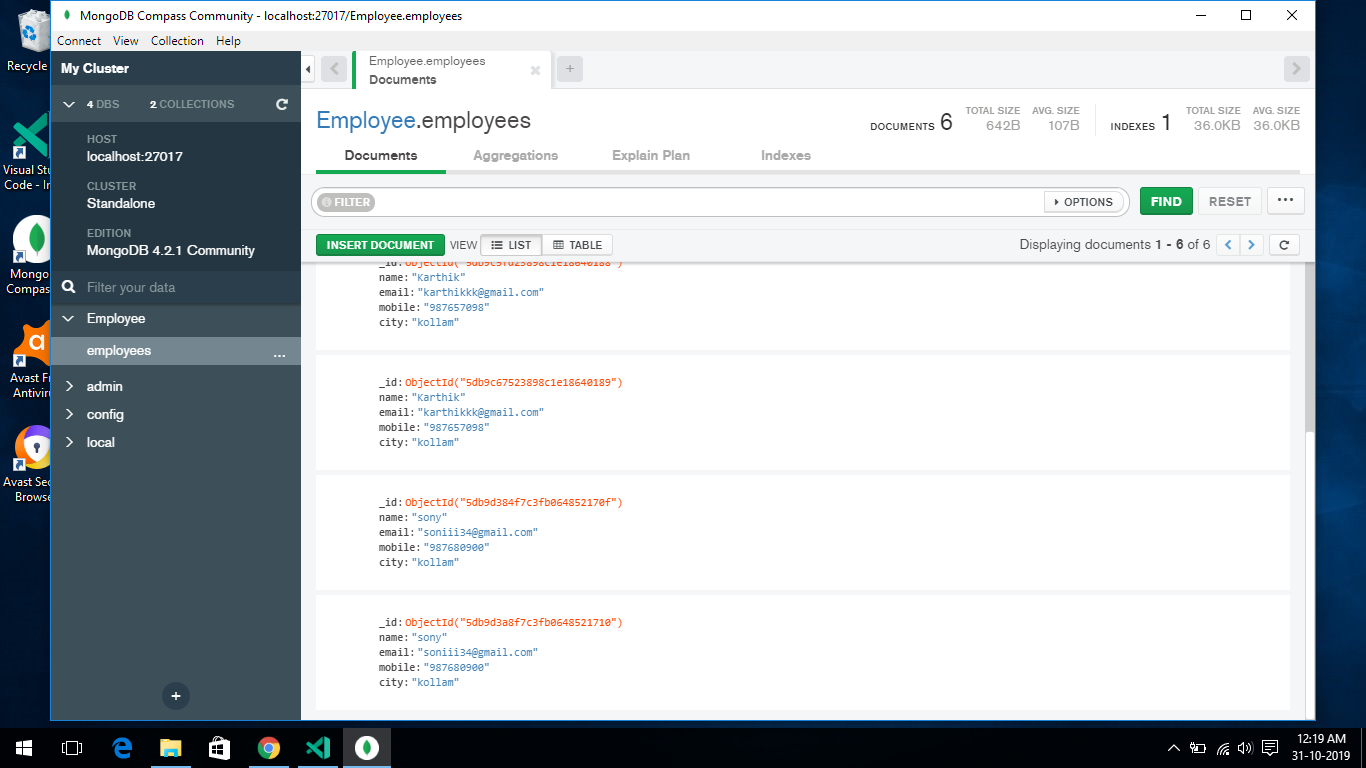 MongoDB Compass Community - localhost:27017/Employee.employees
Connect View Collection Help
Recycle
Visual Stu
Code - In
Mongo
Compas
Avast Fr
Antivir
Avast Sec
Brows
My Cluster
4 DBS 2 COLLECTIONS
HOST
localhost:27017
CLUSTER
Standalone
EDITION
MongoDB 4.2.1 Community
Filter your data
Employee
employees ...
admin
config
local
+
Employee.employees
Documents
+
Employee.employees
DOCUMENTS 6 TOTAL SIZE 642B AVG. SIZE 107B INDEXES 1 TOTAL SIZE 36.0KB AVG. SIZE 36.0KB
Documents Aggregations Explain Plan Indexes
FILTER OPTIONS FIND RESET ...
INSERT DOCUMENT VIEW LIST TABLE Displaying documents 1 - 6 of 6
_id:ObjectId("5db9c5fd23898c1e18640188")
name:"Karthik"
email:"karthikkk@gmail.com"
mobile:"987657098"
city:"kollam"
_id:ObjectId("5db9c67523898c1e18640189")
name:"Karthik"
email:"karthikkk@gmail.com"
mobile:"987657098"
city:"kollam"
_id:ObjectId("5db9d384f7c3fb064852170f")
name:"sony"
email:"soniii34@gmail.com"
mobile:"987680900"
city:"kollam"
_id:ObjectId("5db9d3a8f7c3fb0648521710")
name:"sony"
email:"soniii34@gmail.com"
mobile:"987680900"
city:"kollam"
12:19 AM
31-10-2019